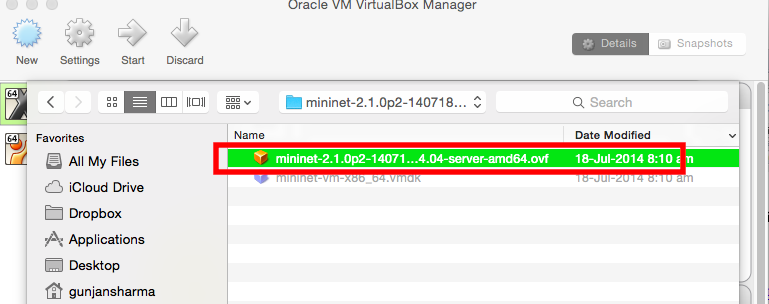 Oracle VM VirtualBox Manager
New Settings Start Discard
Details Snapshots
64
mininet-2.1.0p2-140718...
Search
Favorites
Name Date Modified
All My Files
mininet-2.1.0p2-14071...4.04-server-amd64.ovf 18-Jul-2014 8:10 am
64
iCloud Drive
mininet-vm-x86_64.vmdk 18-Jul-2014 8:10 am
Dropbox
Applications
Desktop
gunjansharma